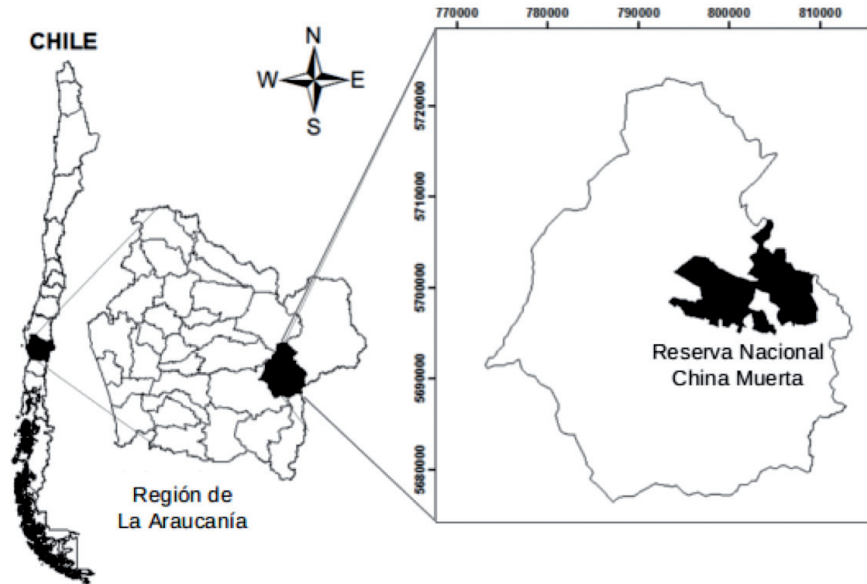 770000 780000 790000 800000 810000
CHILE
N
W E
S
5720000
5710000
5700000
5690000
5680000
Reserva Nacional
China Muerta
Región de
La Araucanía